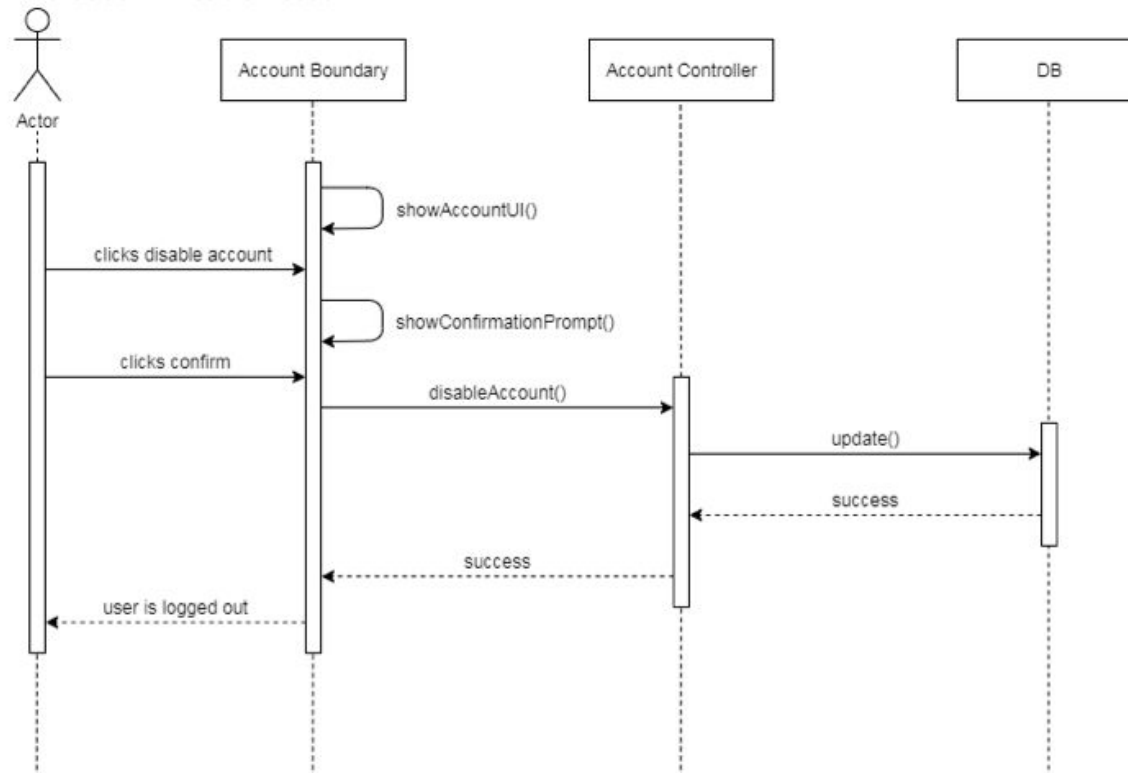 Account Boundary
Account Controller
DB
Actor
showAccountUI()
clicks disable account
showConfirmationPrompt()
clicks confirm
disableAccount()
update()
success
success
user is logged out